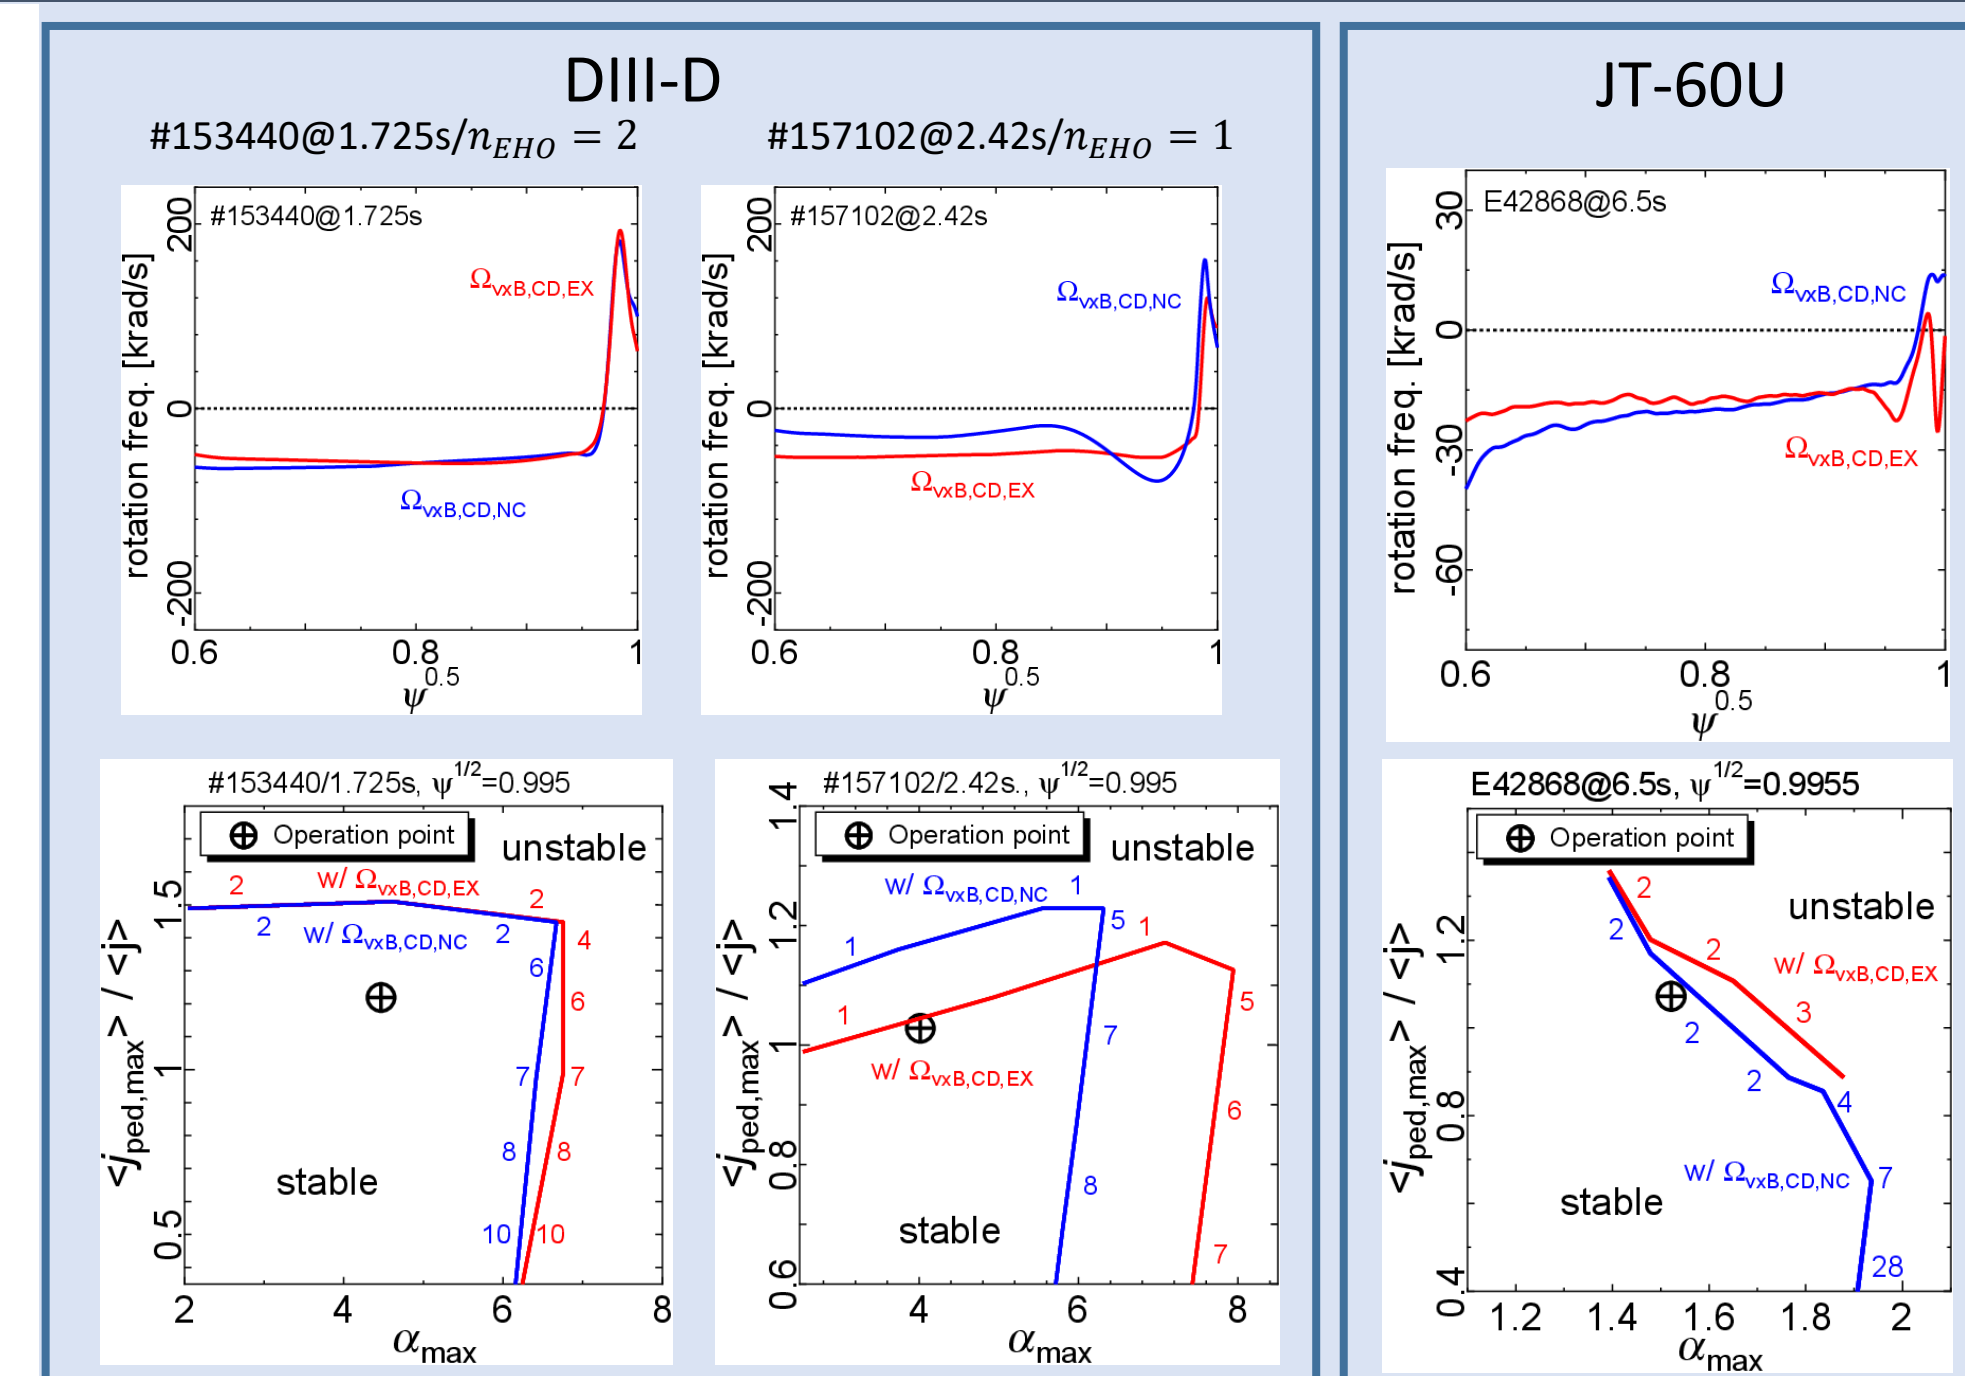 DIII-D
#153440@1.725s/n_EHO = 2
#157102@2.42s/n_EHO = 1
#153440@1.725s
Ω_vxB,CD,EX
Ω_vxB,CD,NC
rotation freq. [krad/s]
200
0
-200
0.6 0.8 1
ψ^0.5
#157102@2.42s
Ω_vxB,CD,NC
Ω_vxB,CD,EX
rotation freq. [krad/s]
200
0
-200
0.6 0.8 1
ψ^0.5
#153440/1.725s, ψ^1/2=0.995
⊕ Operation point
unstable
2 w/ Ω_vxB,CD,EX 2
2 w/ Ω_vxB,CD,NC 2 4
6 6
7 7
8 8
10 10
stable
<j_ped,max> / <j>
1.5
1
0.5
2 4 6 8
α_max
#157102/2.42s., ψ^1/2=0.995
⊕ Operation point
unstable
w/ Ω_vxB,CD,NC 1
1 5 1
1 7 5
w/ Ω_vxB,CD,EX
6
8
stable
7
<j_ped,max> / <j>
1.4
1.2
1
0.8
0.6
4 6 8
α_max
JT-60U
E42868@6.5s
Ω_vxB,CD,NC
Ω_vxB,CD,EX
rotation freq. [krad/s]
30
0
-30
-60
0.6 0.8 1
ψ^0.5
E42868@6.5s, ψ^1/2=0.9955
⊕ Operation point
unstable
2
2 2
w/ Ω_vxB,CD,EX
3
2
2 4
w/ Ω_vxB,CD,NC 7
stable
28
<j_ped,max> / <j>
1.2
0.8
0.4
1.2 1.4 1.6 1.8 2
α_max